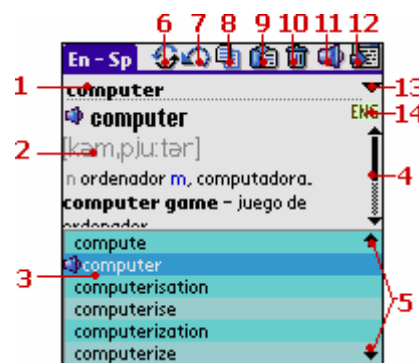 6 7 8 9 10 11 12
En - Sp
1 computer 13
computer ENG 14
2 [kəm,pju:tər]
n ordenador m, computadora. 4
computer game - juego de
ordenador
compute
3 computer
computerisation 5
computerise
computerization
computerize